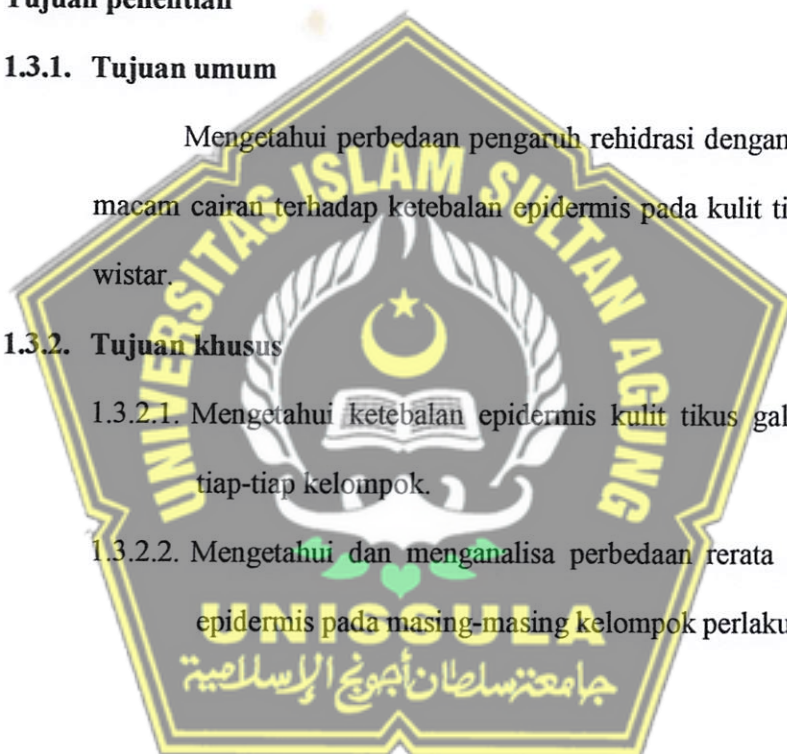 Tujuan penelitian
1.3.1. Tujuan umum
Mengetahui perbedaan pengaruh rehidrasi dengan
macam cairan terhadap ketebalan epidermis pada kulit ti
wistar.
1.3.2. Tujuan khusus
1.3.2.1. Mengetahui ketebalan epidermis kulit tikus gal
tiap-tiap kelompok.
1.3.2.2. Mengetahui dan menganalisa perbedaan rerata
epidermis pada masing-masing kelompok perlaku
UNIVERSITAS ISLAM SULTAN AGUNG
UNISSULA
جامعتنسلطان أجونج الإسلامية